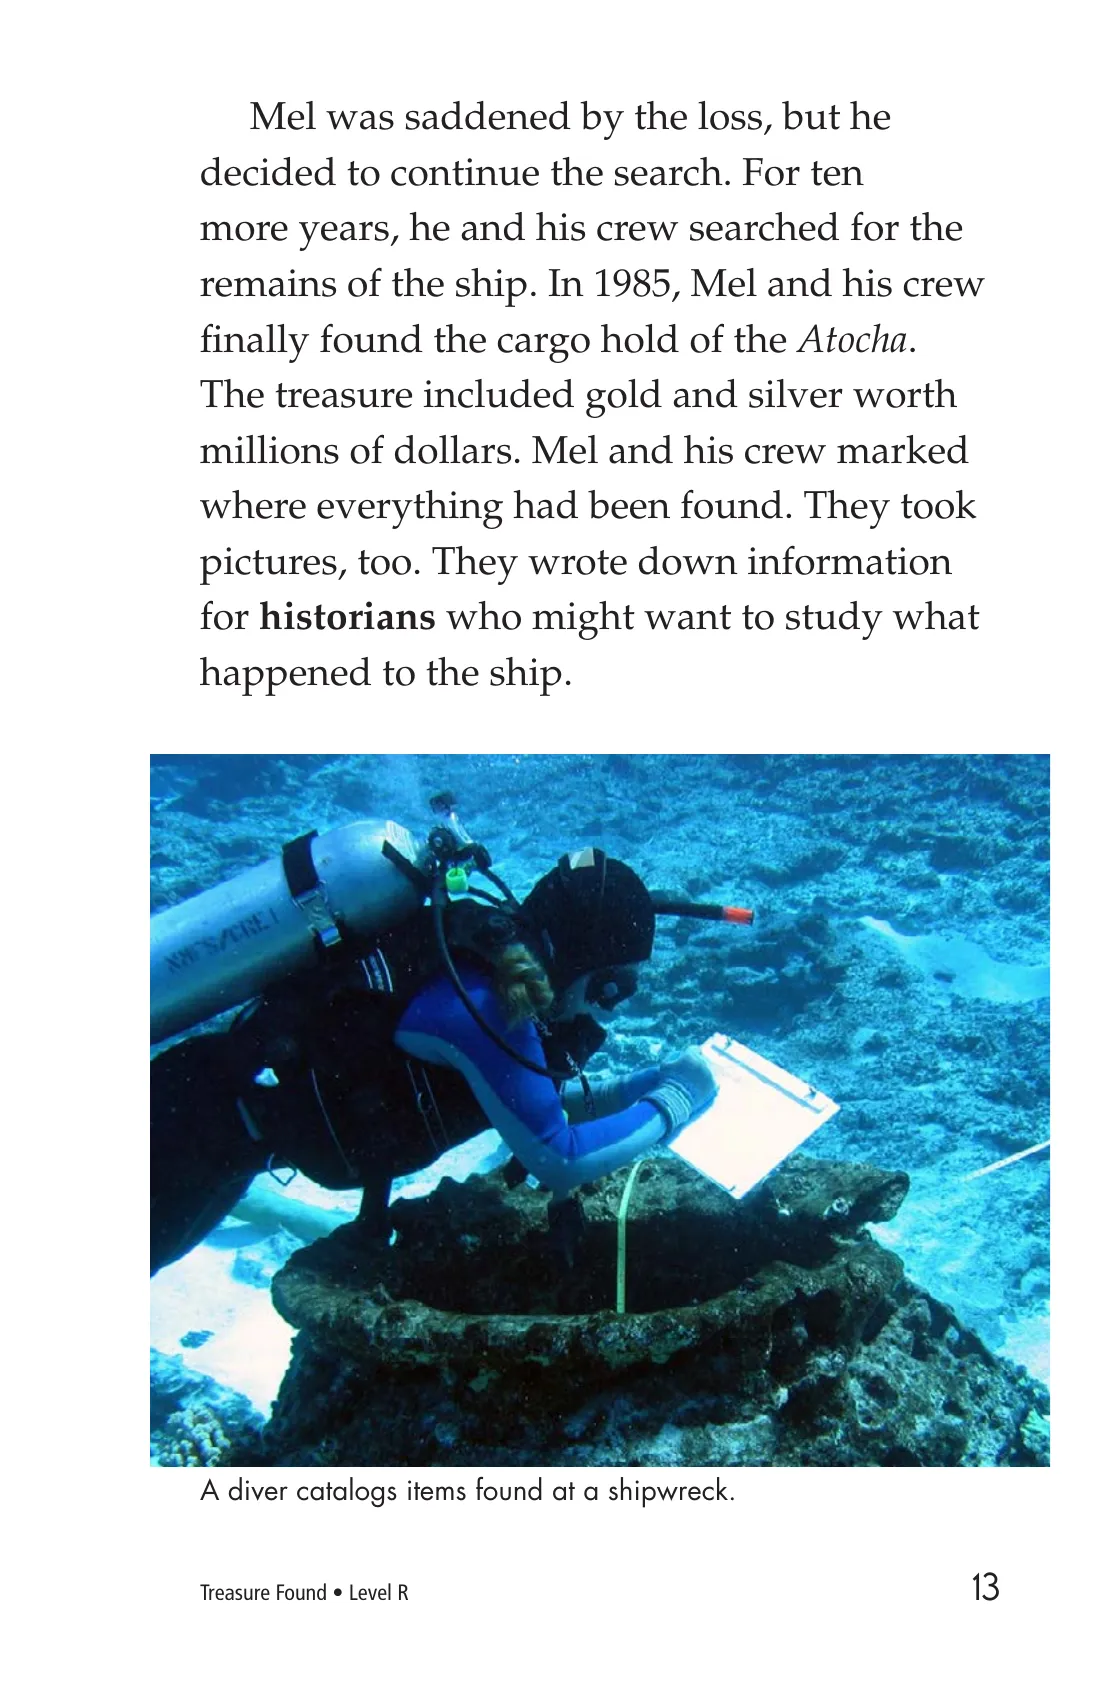 Mel was saddened by the loss, but he
decided to continue the search. For ten
more years, he and his crew searched for the
remains of the ship. In 1985, Mel and his crew
finally found the cargo hold of the Atocha.
The treasure included gold and silver worth
millions of dollars. Mel and his crew marked
where everything had been found. They took
pictures, too. They wrote down information
for historians who might want to study what
happened to the ship.
A diver catalogs items found at a shipwreck.
Treasure Found • Level R
13